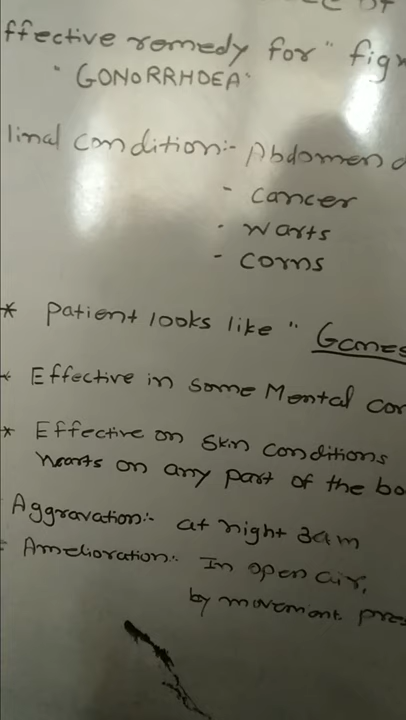 ffective remedy for " fig
" GONORRHOEA"
linal condition:- Abdomen
- cancer
- warts
- corns
* Patient looks like "
* Effective in some Mental
* Effective on skin conditions
warts on any part of the bo
Aggravation:- at night 3am
Amelioration:- In open air,
by movement. pres